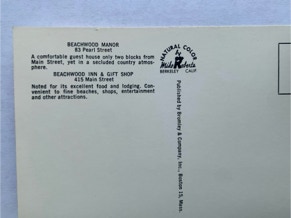 BEACHWOOD MANOR
83 Pearl Street
A comfortable guest house only two blocks from
Main Street, yet in a secluded country atmos-
phere.
BEACHWOOD INN & GIFT SHOP
415 Main Street
Noted for its excellent food and lodging. Con-
venient to fine beaches, shops, entertainment
and other attractions.
NATURAL COLOR
by
Mike Roberts
BERKELEY CALIF.
Published by Bromley & Company, Inc., Boston 15, Mass.